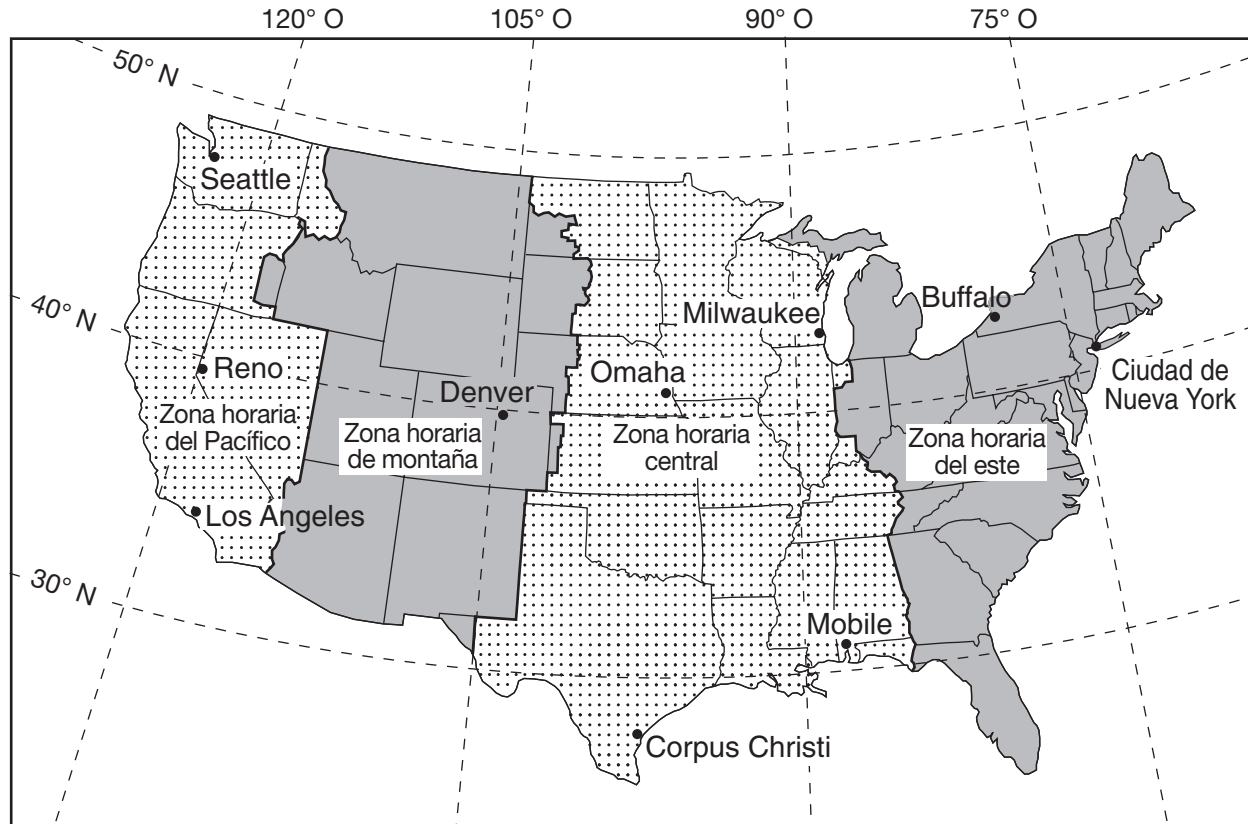 120° O
105° O
90° O
75° O
50° N
40° N
30° N
Seattle
Reno
Zona horaria
del Pacífico
Los Ángeles
Denver
Zona horaria
de montaña
Omaha
Milwaukee
Zona horaria
central
Buffalo
Ciudad de
Nueva York
Zona horaria
del este
Mobile
Corpus Christi